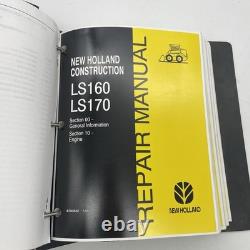 NEW HOLLAND
CONSTRUCTION
LS160
LS170
Section 00 -
General Information
Section 10 -
Engine
REPAIR MANUAL
NEW HOLLAND